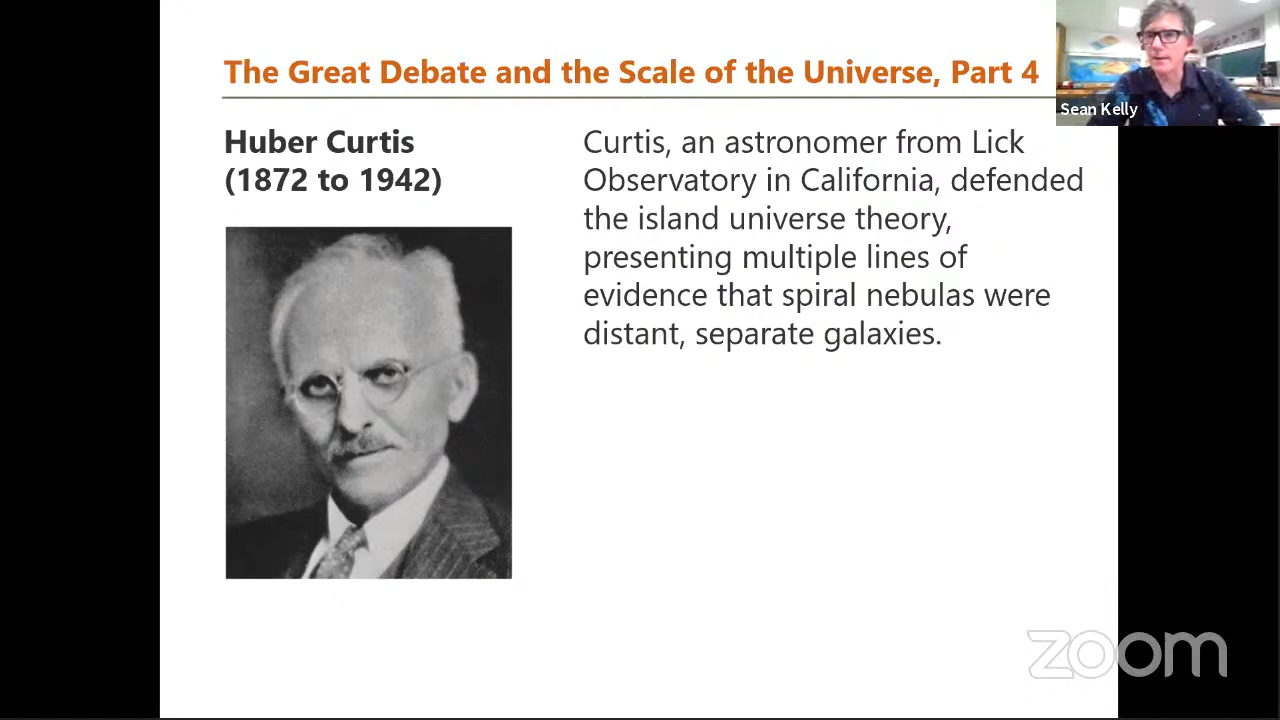 The Great Debate and the Scale of the Universe, Part 4
Sean Kelly
Huber Curtis
(1872 to 1942)
Curtis, an astronomer from Lick
Observatory in California, defended
the island universe theory,
presenting multiple lines of
evidence that spiral nebulas were
distant, separate galaxies.
zoom